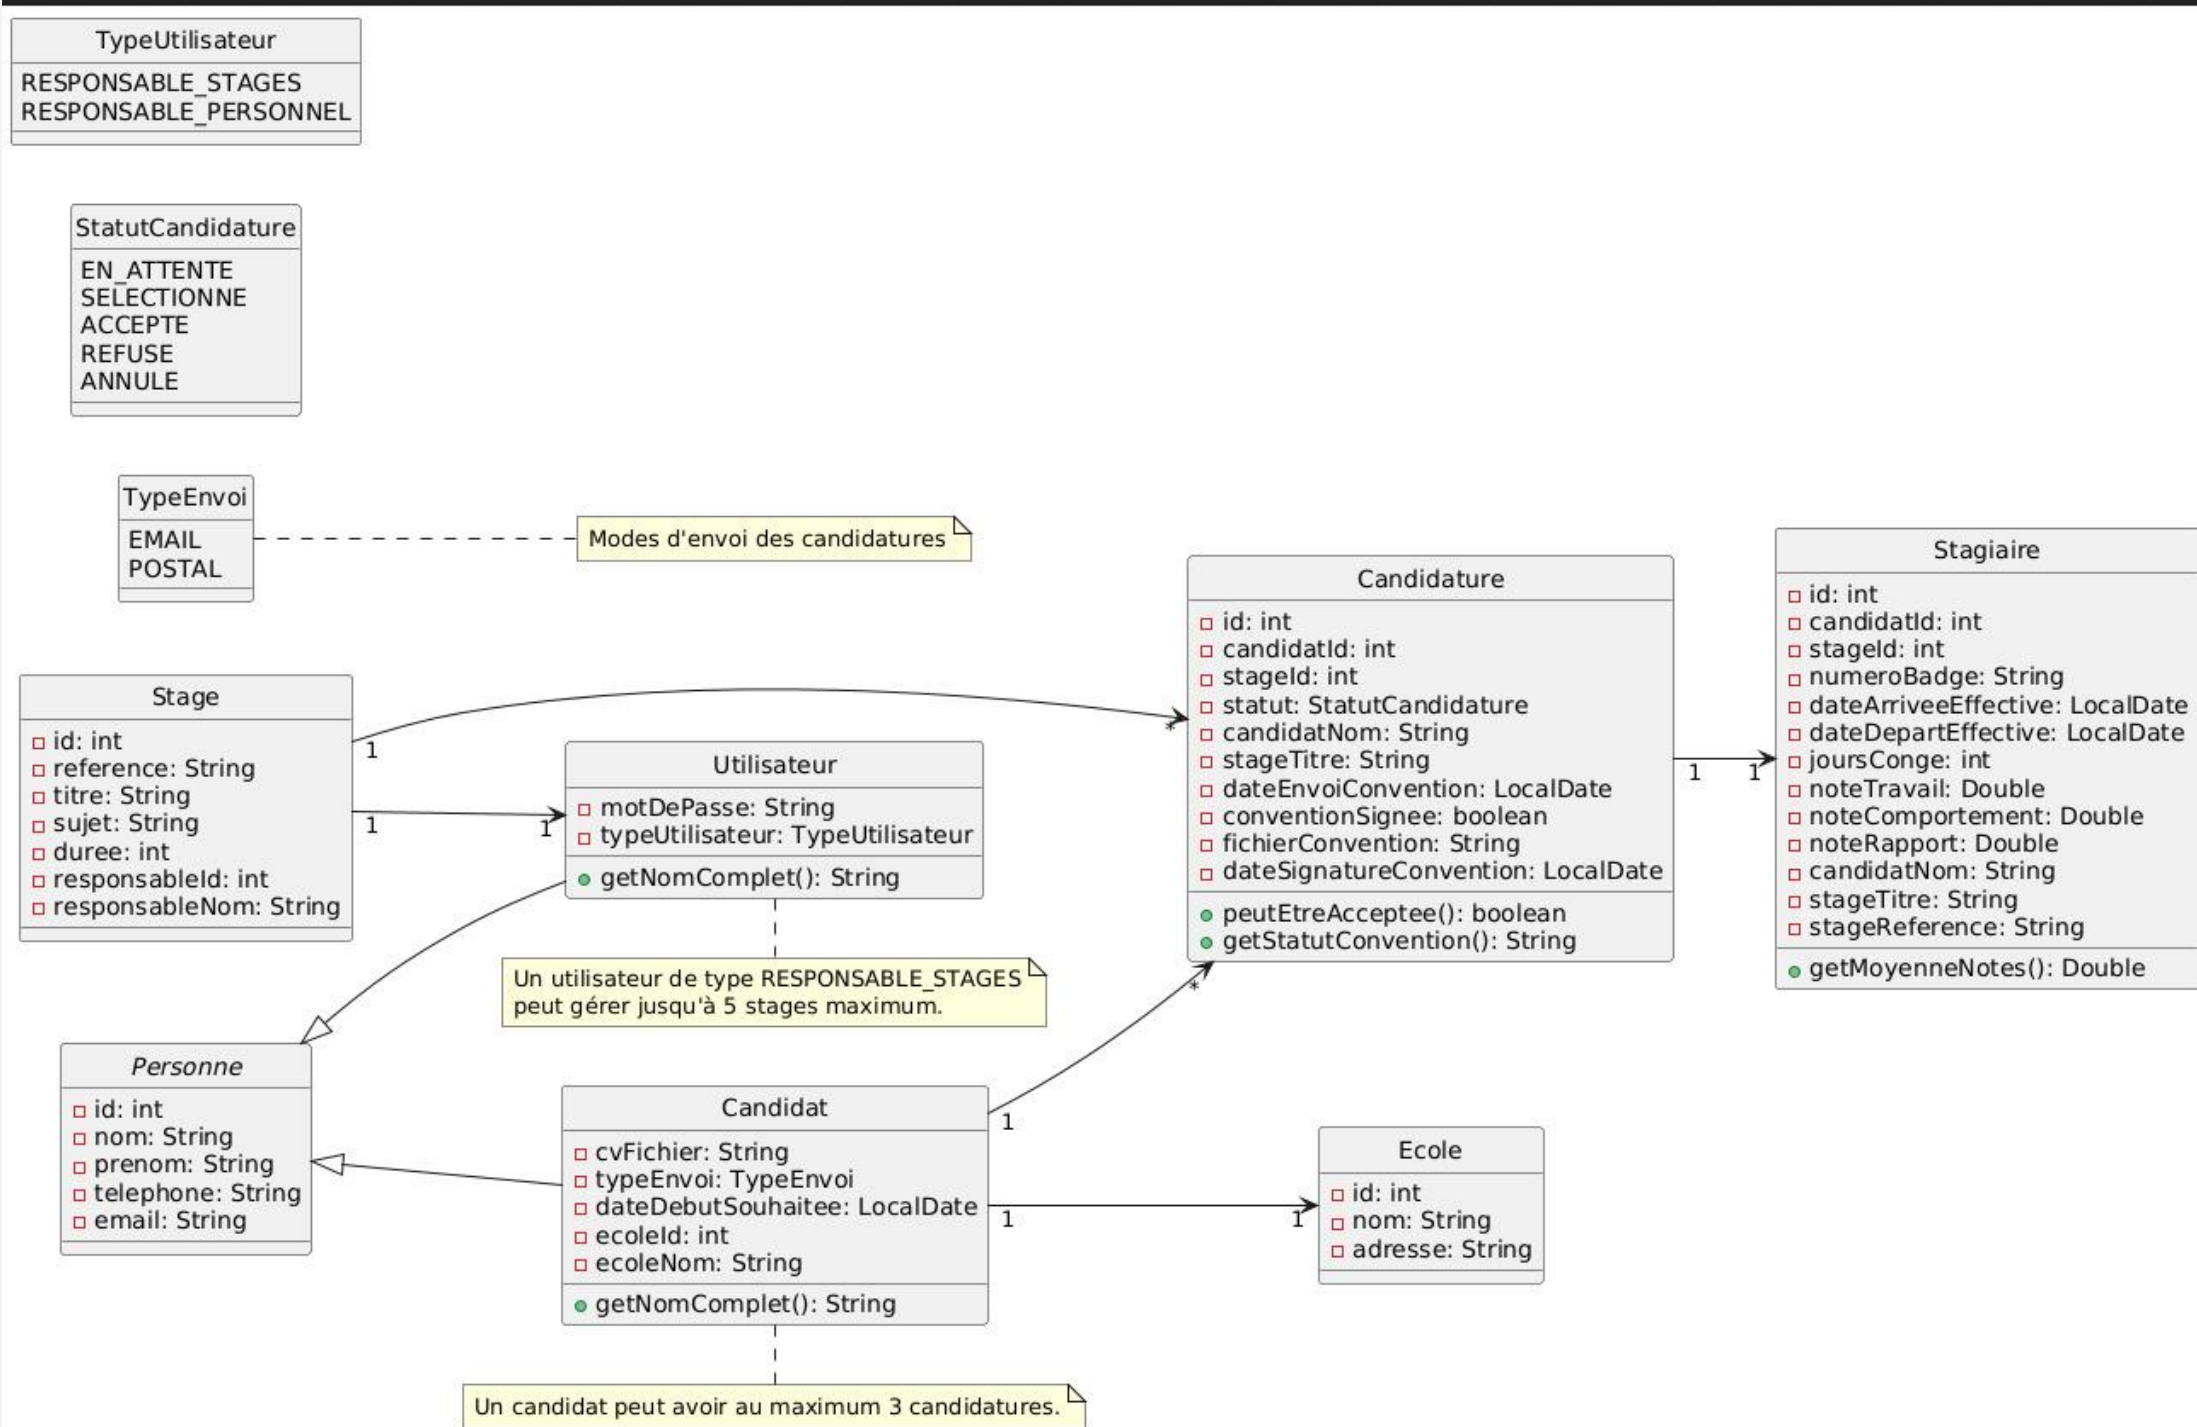 TypeUtilisateur
RESPONSABLE_STAGES
RESPONSABLE_PERSONNEL
StatutCandidature
EN_ATTENTE
SELECTIONNE
ACCEPTE
REFUSE
ANNULE
TypeEnvoi
EMAIL
POSTAL
Modes d'envoi des candidatures
Stage
id: int
reference: String
titre: String
sujet: String
duree: int
responsableId: int
responsableNom: String
1
*
1
1
Utilisateur
motDePasse: String
typeUtilisateur: TypeUtilisateur
getNomComplet(): String
Un utilisateur de type RESPONSABLE_STAGES
peut gérer jusqu'à 5 stages maximum.
Candidature
id: int
candidatId: int
stageId: int
statut: StatutCandidature
candidatNom: String
stageTitre: String
dateEnvoiConvention: LocalDate
conventionSignee: boolean
fichierConvention: String
dateSignatureConvention: LocalDate
peutEtreAcceptee(): boolean
getStatutConvention(): String
1
1
Stagiaire
id: int
candidatId: int
stageId: int
numeroBadge: String
dateArriveeEffective: LocalDate
dateDepartEffective: LocalDate
joursConge: int
noteTravail: Double
noteComportement: Double
noteRapport: Double
candidatNom: String
stageTitre: String
stageReference: String
getMoyenneNotes(): Double
Personne
id: int
nom: String
prenom: String
telephone: String
email: String
Candidat
cvFichier: String
typeEnvoi: TypeEnvoi
dateDebutSouhaitee: LocalDate
ecoleId: int
ecoleNom: String
getNomComplet(): String
*
1
1
1
Ecole
id: int
nom: String
adresse: String
Un candidat peut avoir au maximum 3 candidatures.